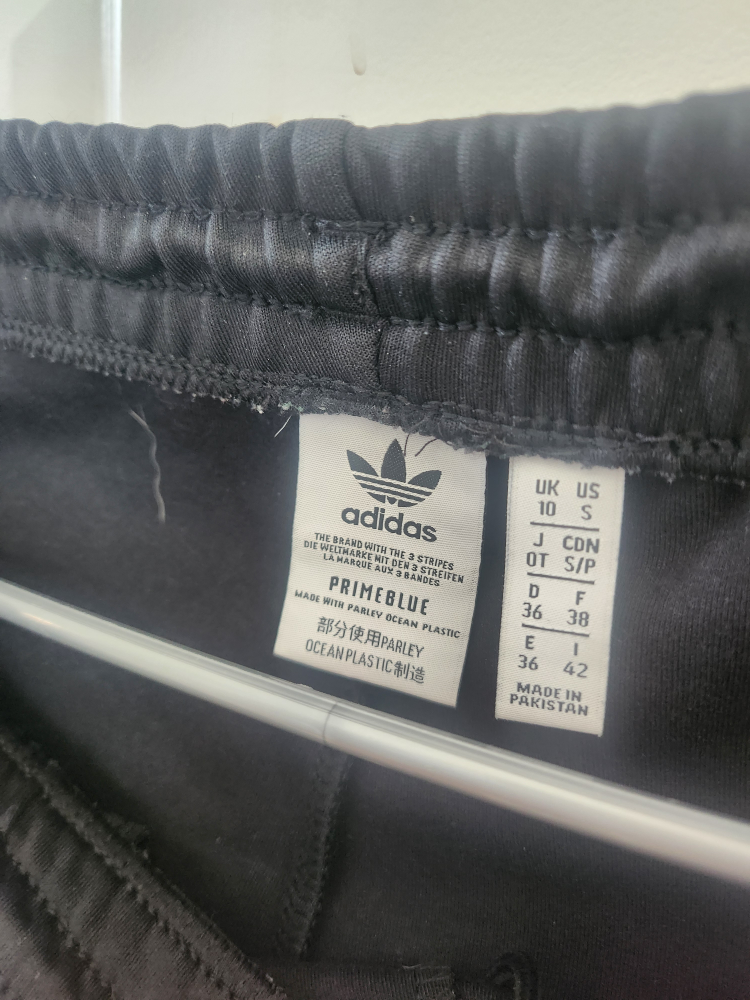 adidas
THE BRAND WITH THE 3 STRIPES
DIE WELTMARKE MIT DEN 3 STREIFEN
LA MARQUE AUX 3 BANDES
PRIMEBLUE
MADE WITH PARLEY OCEAN PLASTIC
部分使用PARLEY
OCEAN PLASTIC制造
UK US
10 S
J CDN
OT S/P
D F
36 38
E I
36 42
MADE IN
PAKISTAN